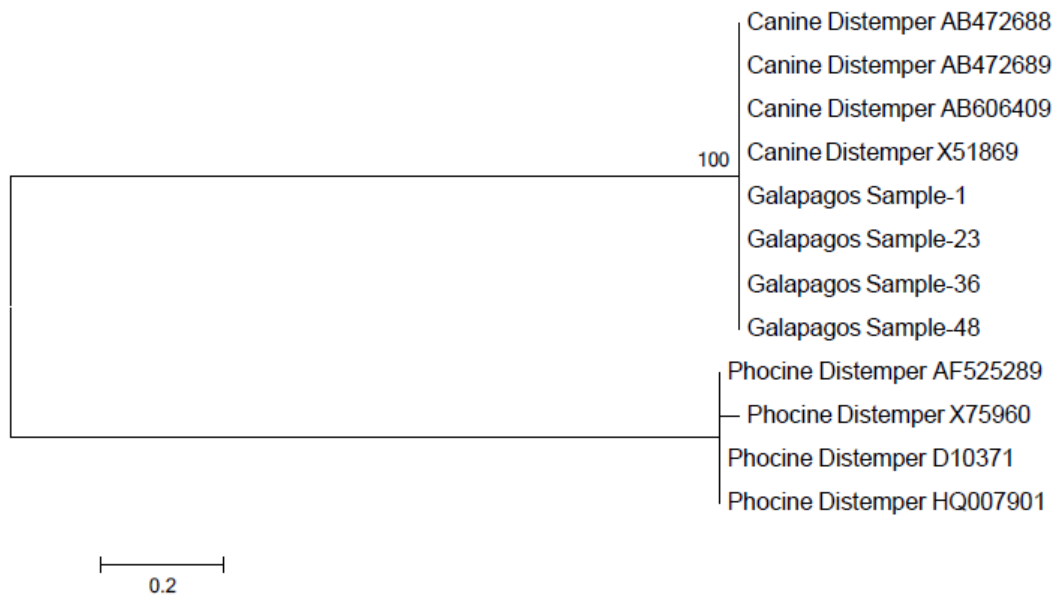 Canine Distemper AB472688
Canine Distemper AB472689
Canine Distemper AB606409
100
Canine Distemper X51869
Galapagos Sample-1
Galapagos Sample-23
Galapagos Sample-36
Galapagos Sample-48
Phocine Distemper AF525289
Phocine Distemper X75960
Phocine Distemper D10371
Phocine Distemper HQ007901
0.2